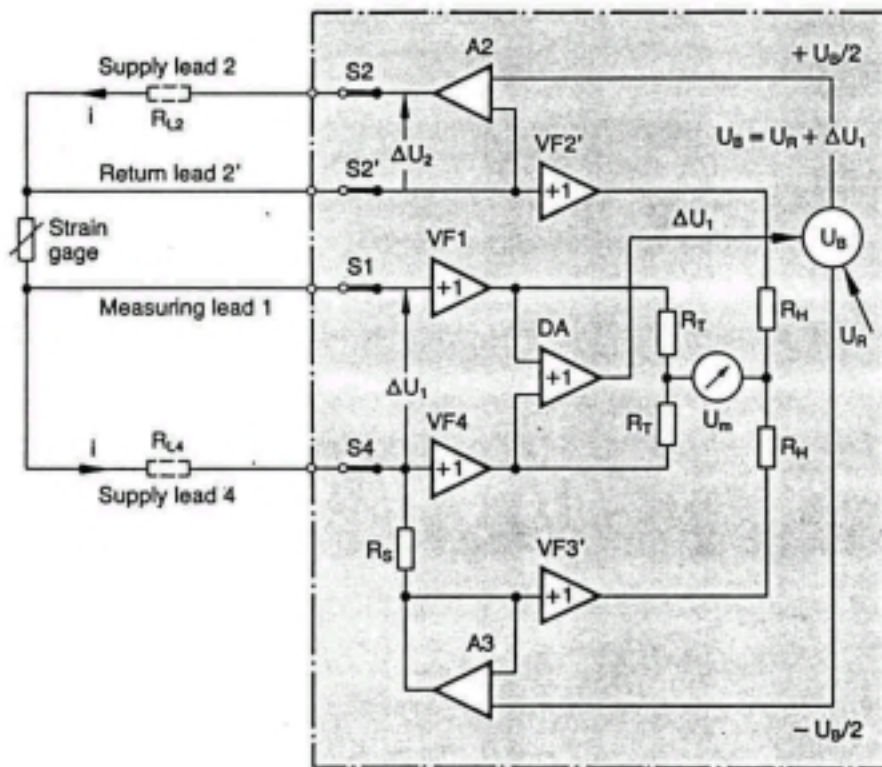 A2
+ U_B/2
Supply lead 2
S2
i
R_L2
ΔU_2
U_B = U_R + ΔU_1
Return lead 2'
S2'
VF2'
+1
Strain
gage
ΔU_1
U_B
S1
VF1
+1
Measuring lead 1
R_T
R_H
U_R
DA
+1
ΔU_1
U_m
VF4
R_T
R_H
i
R_L4
S4
+1
Supply lead 4
R_S
VF3'
+1
A3
− U_B/2